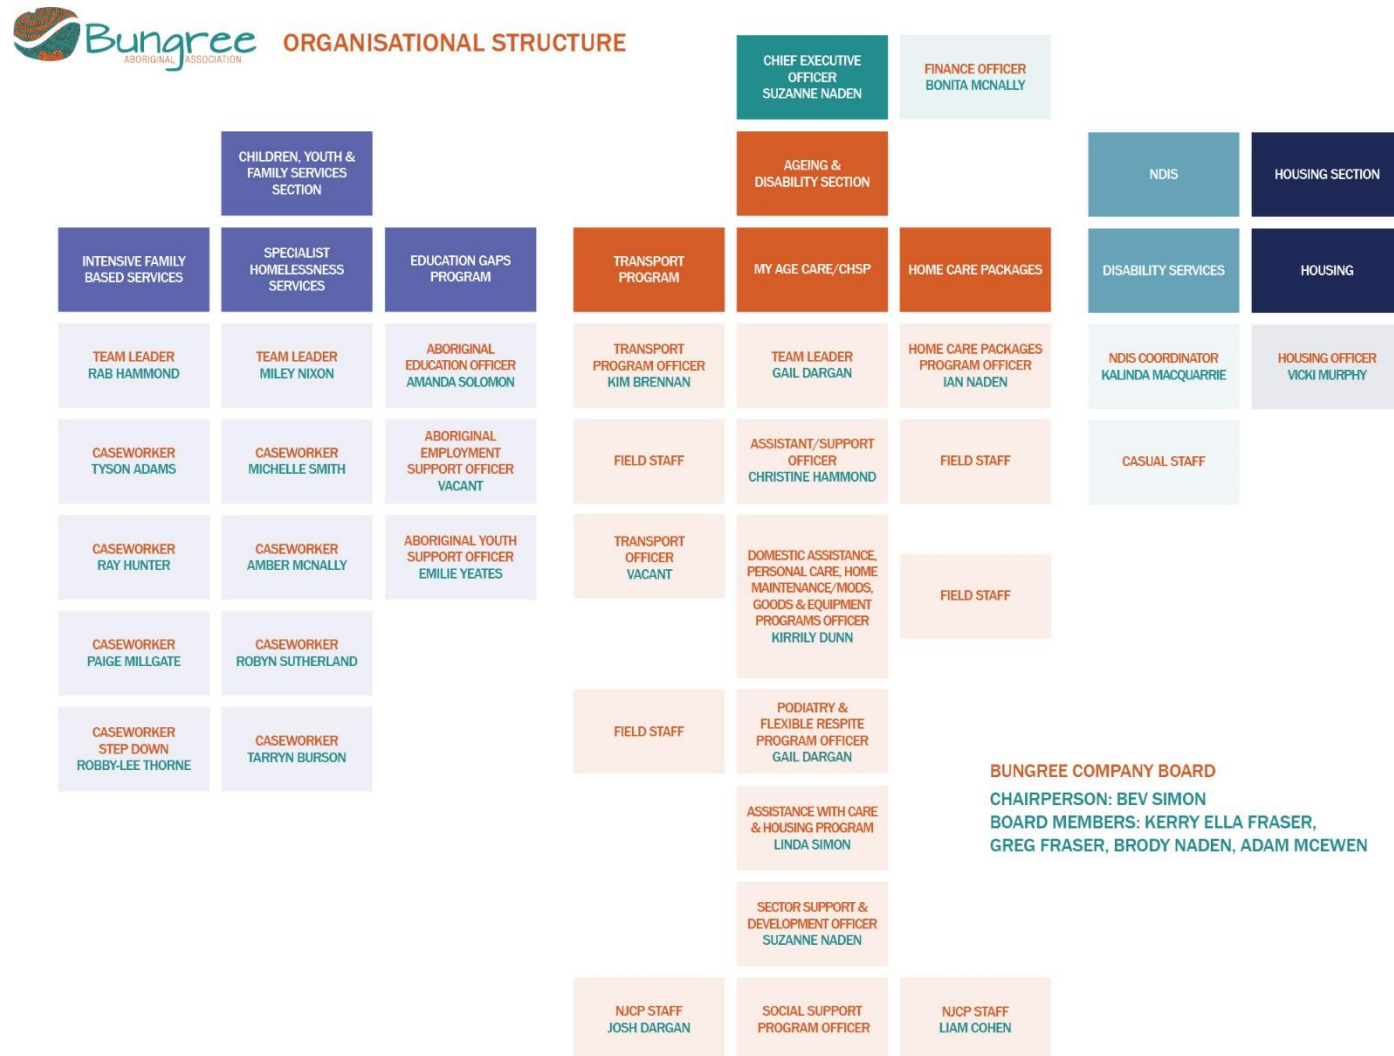 Bungree
ABORIGINAL ASSOCIATION
ORGANISATIONAL STRUCTURE
CHIEF EXECUTIVE
OFFICER
SUZANNE NADEN
FINANCE OFFICER
BONITA MCNALLY
CHILDREN, YOUTH &
FAMILY SERVICES
SECTION
AGEING &
DISABILITY SECTION
NDIS
HOUSING SECTION
INTENSIVE FAMILY
BASED SERVICES
SPECIALIST
HOMELESSNESS
SERVICES
EDUCATION GAPS
PROGRAM
TRANSPORT
PROGRAM
MY AGE CARE/CHSP
HOME CARE PACKAGES
DISABILITY SERVICES
HOUSING
TEAM LEADER
RAB HAMMOND
TEAM LEADER
MILEY NIXON
ABORIGINAL
EDUCATION OFFICER
AMANDA SOLOMON
TRANSPORT
PROGRAM OFFICER
KIM BRENNAN
TEAM LEADER
GAIL DARGAN
HOME CARE PACKAGES
PROGRAM OFFICER
IAN NADEN
NDIS COORDINATOR
KALINDA MACQUARRIE
HOUSING OFFICER
VICKI MURPHY
CASEWORKER
TYSON ADAMS
CASEWORKER
MICHELLE SMITH
ABORIGINAL
EMPLOYMENT
SUPPORT OFFICER
VACANT
FIELD STAFF
ASSISTANT/SUPPORT
OFFICER
CHRISTINE HAMMOND
FIELD STAFF
CASUAL STAFF
CASEWORKER
RAY HUNTER
CASEWORKER
AMBER MCNALLY
ABORIGINAL YOUTH
SUPPORT OFFICER
EMILIE YEATES
TRANSPORT
OFFICER
VACANT
DOMESTIC ASSISTANCE,
PERSONAL CARE, HOME
MAINTENANCE/MODS,
GOODS & EQUIPMENT
PROGRAMS OFFICER
KIRRILY DUNN
FIELD STAFF
CASEWORKER
PAIGE MILLGATE
CASEWORKER
ROBYN SUTHERLAND
CASEWORKER
STEP DOWN
ROBBY-LEE THORNE
CASEWORKER
TARRYN BURSON
FIELD STAFF
PODIATRY &
FLEXIBLE RESPITE
PROGRAM OFFICER
GAIL DARGAN
ASSISTANCE WITH CARE
& HOUSING PROGRAM
LINDA SIMON
SECTOR SUPPORT &
DEVELOPMENT OFFICER
SUZANNE NADEN
NJCP STAFF
JOSH DARGAN
SOCIAL SUPPORT
PROGRAM OFFICER
NJCP STAFF
LIAM COHEN
BUNGREE COMPANY BOARD
CHAIRPERSON: BEV SIMON
BOARD MEMBERS: KERRY ELLA FRASER,
GREG FRASER, BRODY NADEN, ADAM MCEWEN